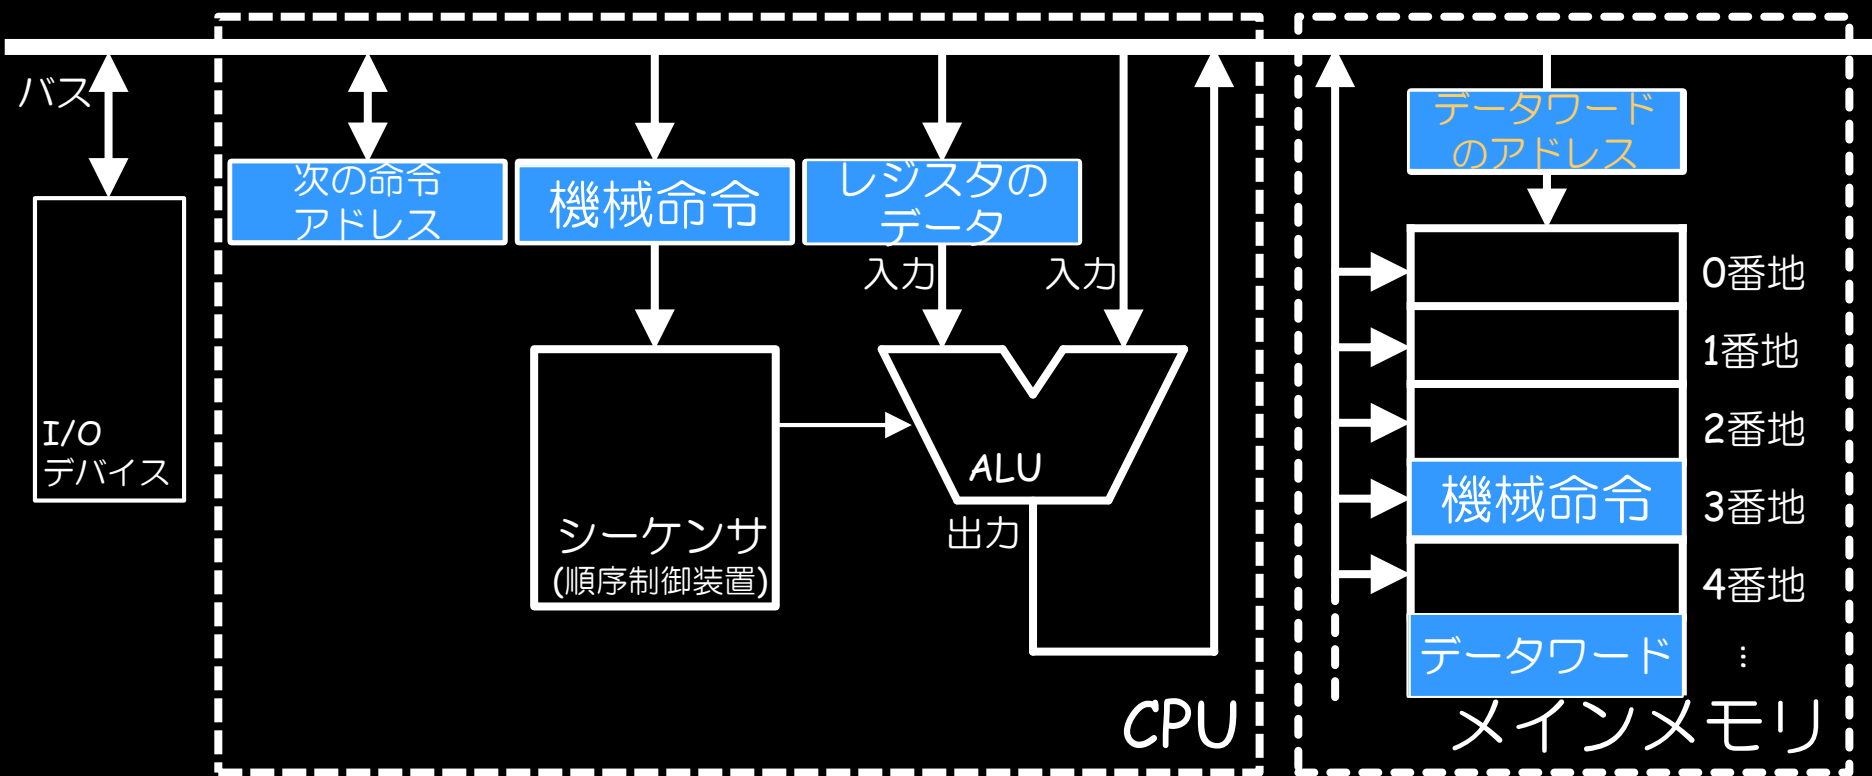 バス
次の命令
アドレス
機械命令
レジスタの
データ
データワード
のアドレス
入力
入力
0番地
1番地
2番地
機械命令
3番地
4番地
I/O
デバイス
ALU
出力
シーケンサ
(順序制御装置)
データワード
…
CPU
メインメモリ